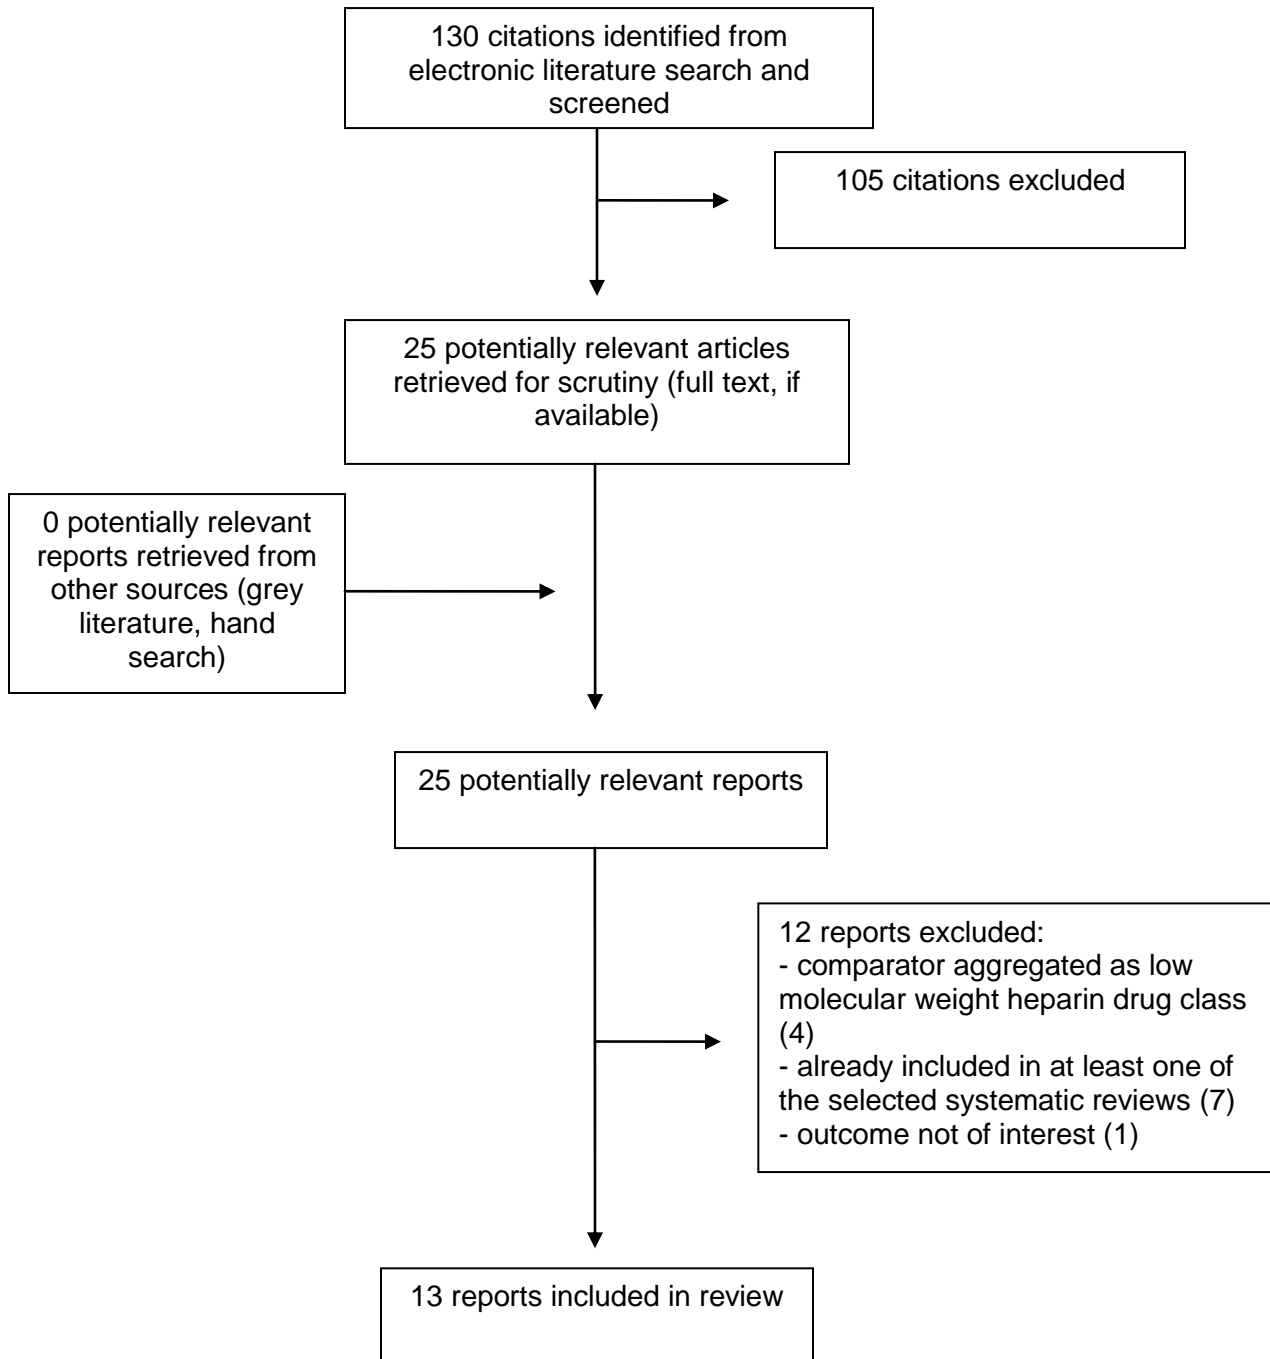 130 citations identified from
electronic literature search and
screened
105 citations excluded
25 potentially relevant articles
retrieved for scrutiny (full text, if
available)
0 potentially relevant
reports retrieved from
other sources (grey
literature, hand
search)
25 potentially relevant reports
12 reports excluded:
- comparator aggregated as low
molecular weight heparin drug class
(4)
- already included in at least one of
the selected systematic reviews (7)
- outcome not of interest (1)
13 reports included in review